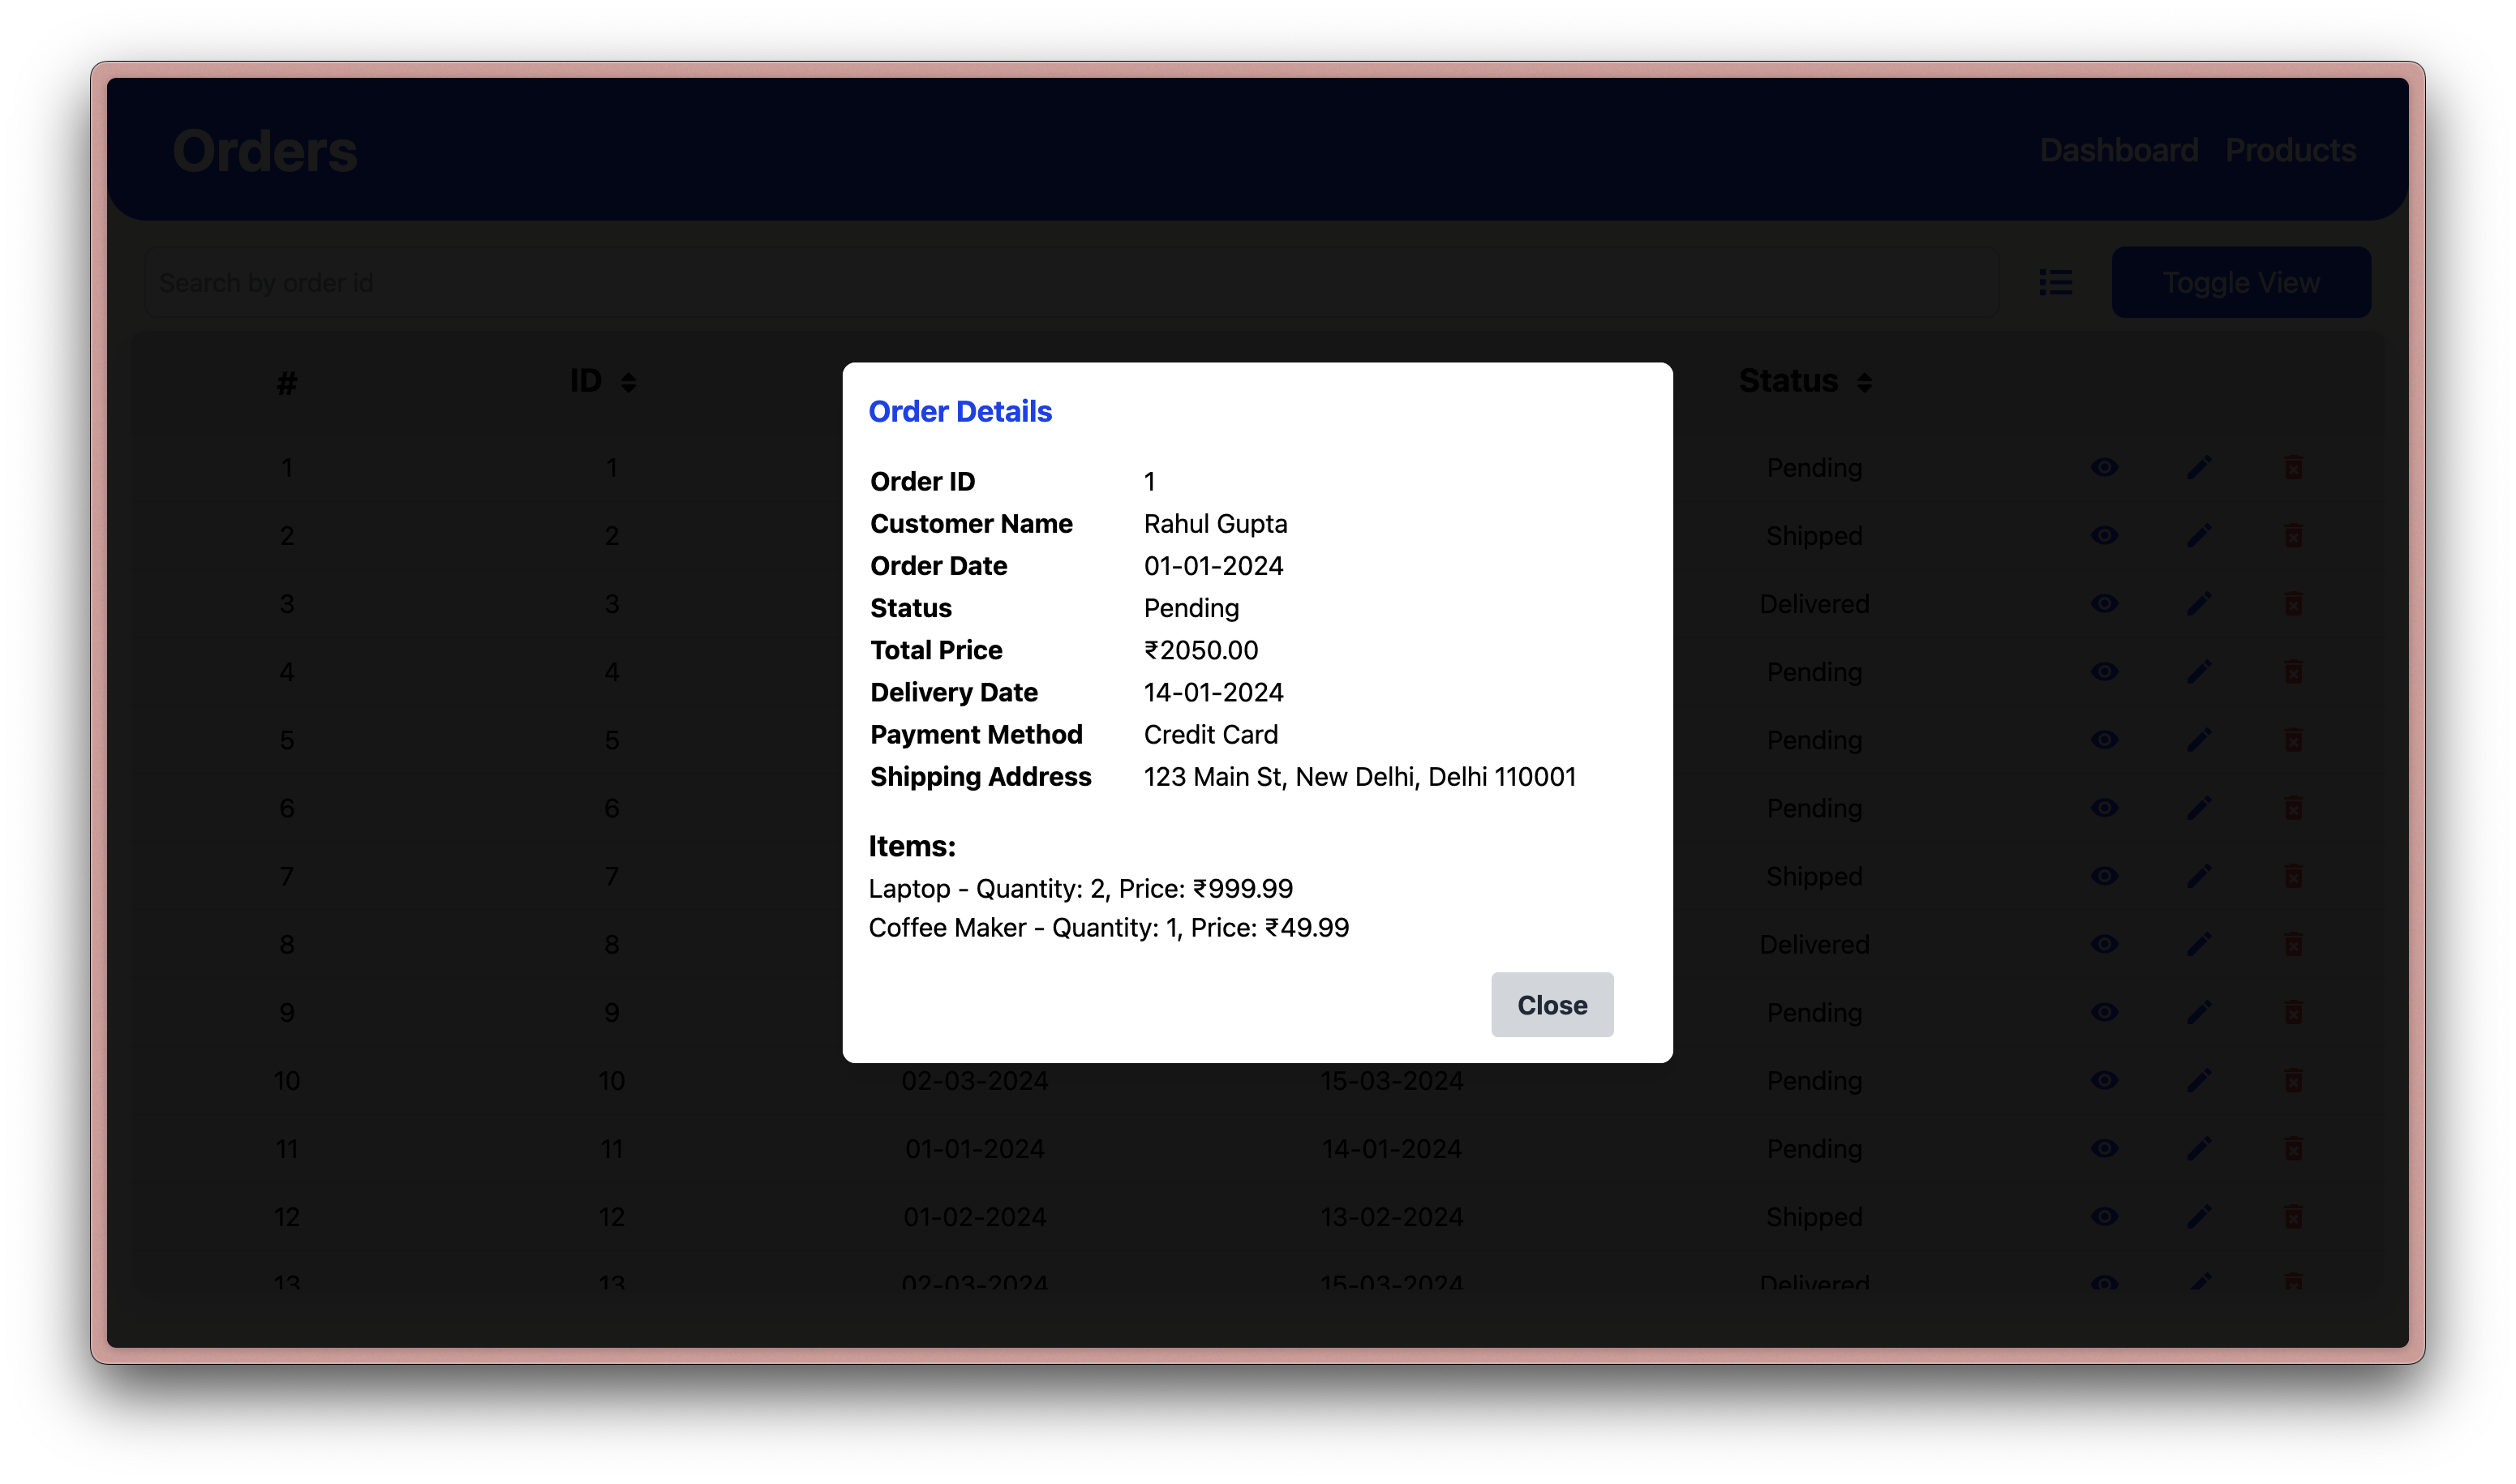 Orders
Dashboard Products
Search by order id
Toggle View
# ID Status
Order Details
Order ID 1
Customer Name Rahul Gupta
Order Date 01-01-2024
Status Pending
Total Price ₹2050.00
Delivery Date 14-01-2024
Payment Method Credit Card
Shipping Address 123 Main St, New Delhi, Delhi 110001
Items:
Laptop - Quantity: 2, Price: ₹999.99
Coffee Maker - Quantity: 1, Price: ₹49.99
Close
1 1 Pending
2 2 Shipped
3 3 Delivered
4 4 Pending
5 5 Pending
6 6 Pending
7 7 Shipped
8 8 Delivered
9 9 Pending
10 10 02-03-2024 15-03-2024 Pending
11 11 01-01-2024 14-01-2024 Pending
12 12 01-02-2024 13-02-2024 Shipped
13 13 02-03-2024 15-03-2024 Delivered